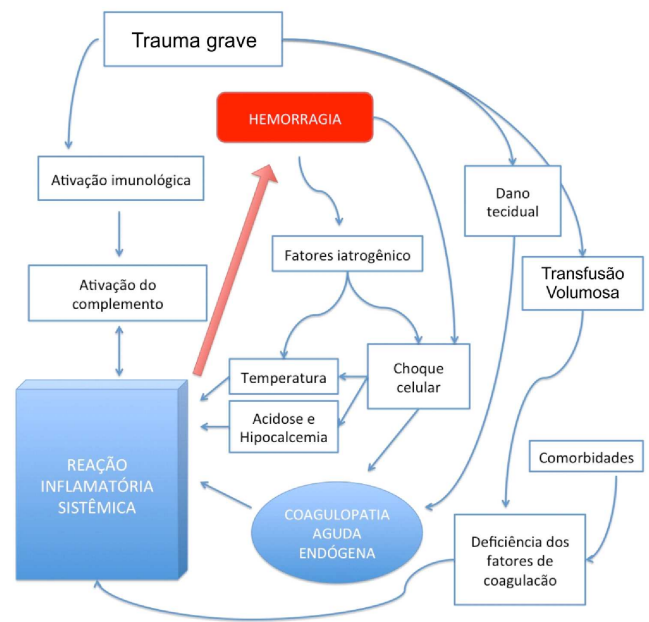 Trauma grave
HEMORRAGIA
Ativação imunológica
Dano
tecidual
Fatores iatrogênico
Transfusão
Volumosa
Ativação do
complemento
Temperatura
Choque
celular
Acidose e
Hipocalcemia
REAÇÃO
INFLAMATÓRIA
SISTÊMICA
Comorbidades
COAGULOPATIA
AGUDA
ENDÓGENA
Deficiência dos
fatores de
coagulacão